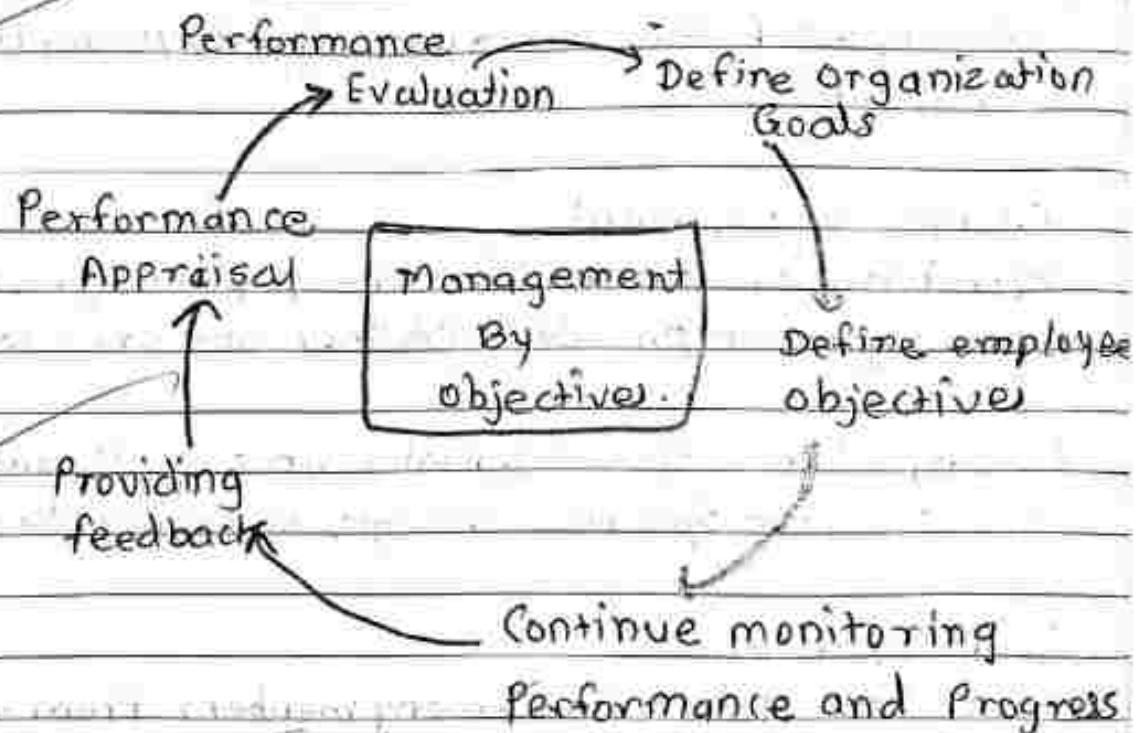 Performance
Evaluation
Define organization
Goals
Performance
Appraisal
Management
By
objectives.
Define employee
objectives
Providing
feedback
Continue monitoring
Performance and Progress